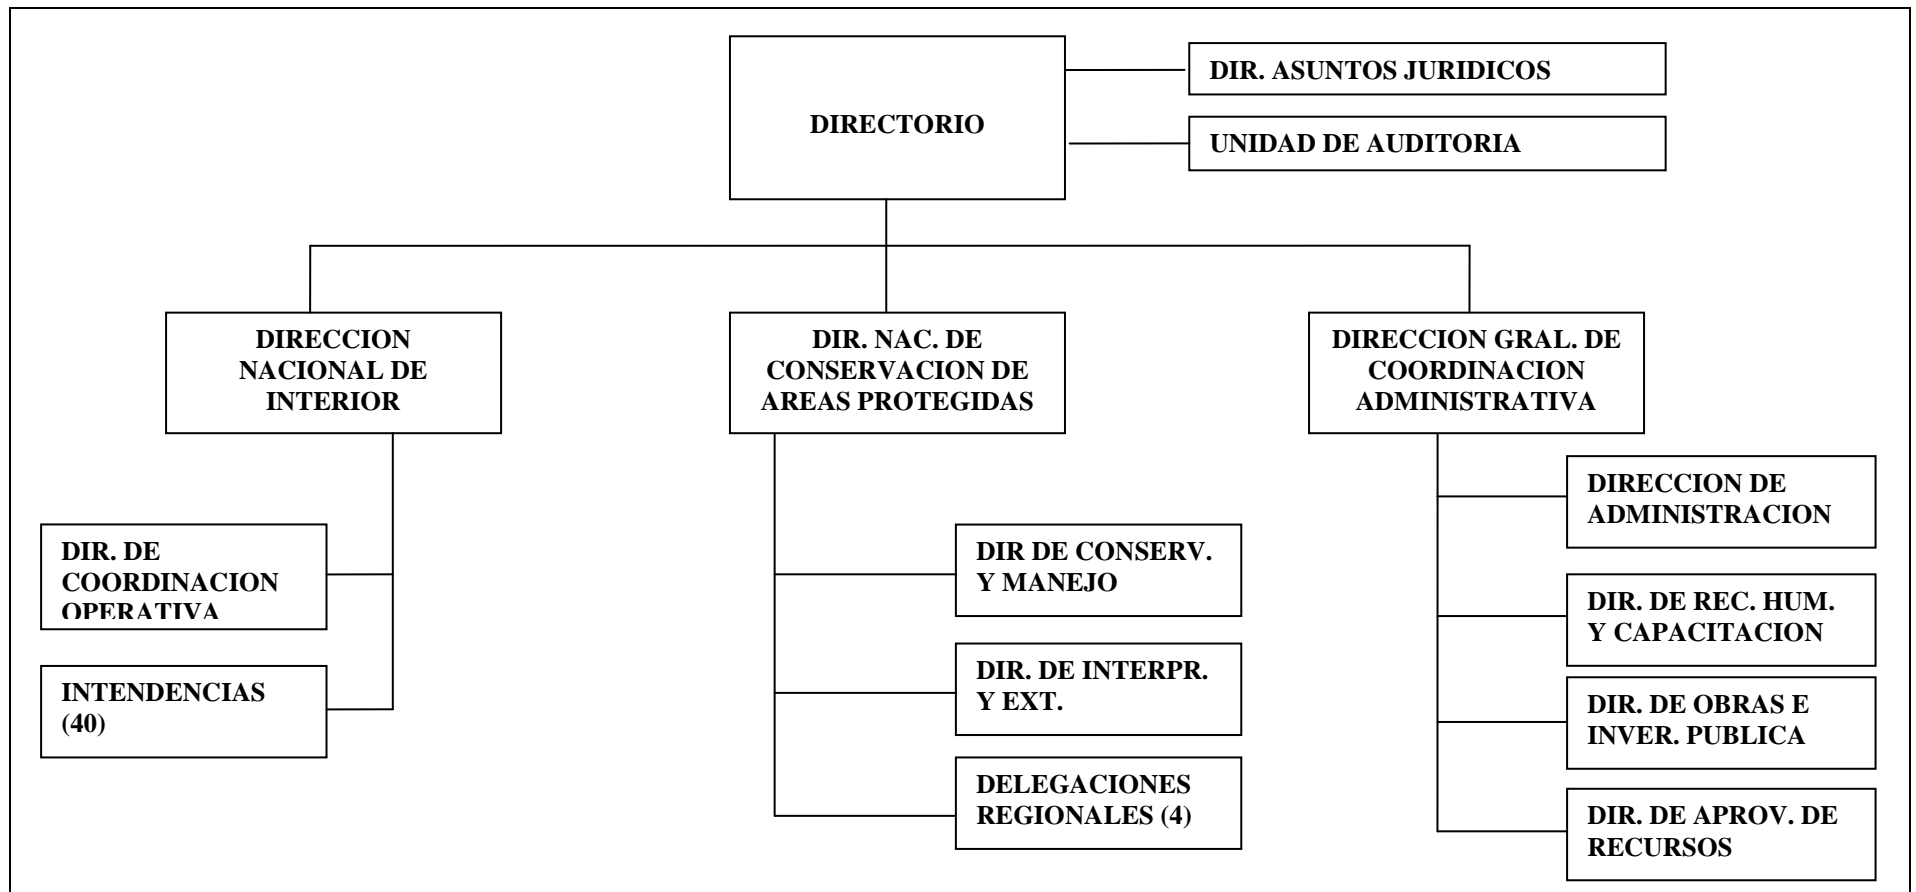 DIRECTORIO
DIR. ASUNTOS JURIDICOS
UNIDAD DE AUDITORIA
DIRECCION
NACIONAL DE
INTERIOR
DIR. NAC. DE
CONSERVACION DE
AREAS PROTEGIDAS
DIRECCION GRAL. DE
COORDINACION
ADMINISTRATIVA
DIR. DE
COORDINACION
OPERATIVA
INTENDENCIAS
(40)
DIR DE CONSERV.
Y MANEJO
DIR. DE INTERPR.
Y EXT.
DELEGACIONES
REGIONALES (4)
DIRECCION DE
ADMINISTRACION
DIR. DE REC. HUM.
Y CAPACITACION
DIR. DE OBRAS E
INVER. PUBLICA
DIR. DE APROV. DE
RECURSOS